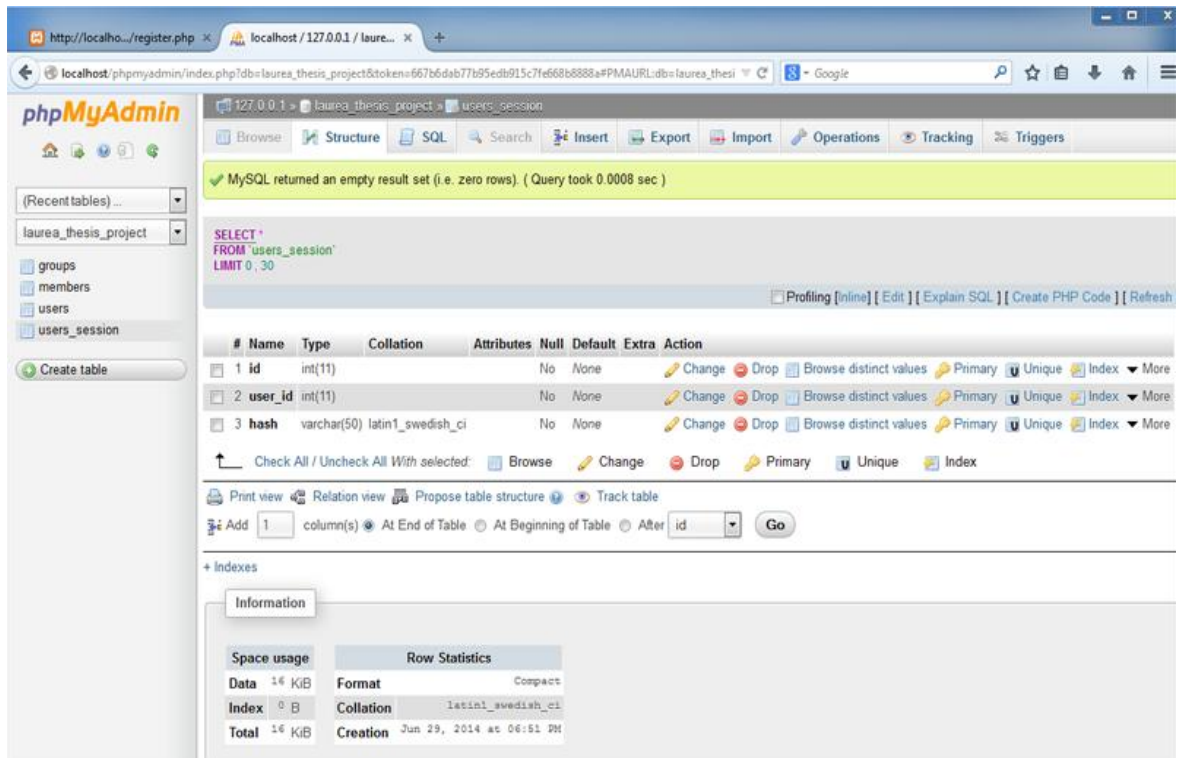 http://localho.../register.php × localhost / 127.0.0.1 / laure... × +
localhost/phpmyadmin/index.php?db=laurea_thesis_project&token=667b6dab77b95edb915c7fe668b8888a#PMAURL:db=laurea_thesi Google
phpMyAdmin
(Recent tables) ...
laurea_thesis_project
groups
members
users
users_session
Create table
127.0.0.1 » laurea_thesis_project » users_session
Browse Structure SQL Search Insert Export Import Operations Tracking Triggers
MySQL returned an empty result set (i.e. zero rows). ( Query took 0.0008 sec )
SELECT *
FROM `users_session`
LIMIT 0 , 30
Profiling [Inline] [ Edit ] [ Explain SQL ] [ Create PHP Code ] [ Refresh
# Name Type Collation Attributes Null Default Extra Action
1 id int(11) No None Change Drop Browse distinct values Primary Unique Index More
2 user_id int(11) No None Change Drop Browse distinct values Primary Unique Index More
3 hash varchar(50) latin1_swedish_ci No None Change Drop Browse distinct values Primary Unique Index More
Check All / Uncheck All With selected: Browse Change Drop Primary Unique Index
Print view Relation view Propose table structure Track table
Add 1 column(s) At End of Table At Beginning of Table After id Go
+ Indexes
Information
Space usage Row Statistics
Data 16 KiB Format Compact
Index 0 B Collation latin1_swedish_ci
Total 16 KiB Creation Jun 29, 2014 at 06:51 PM